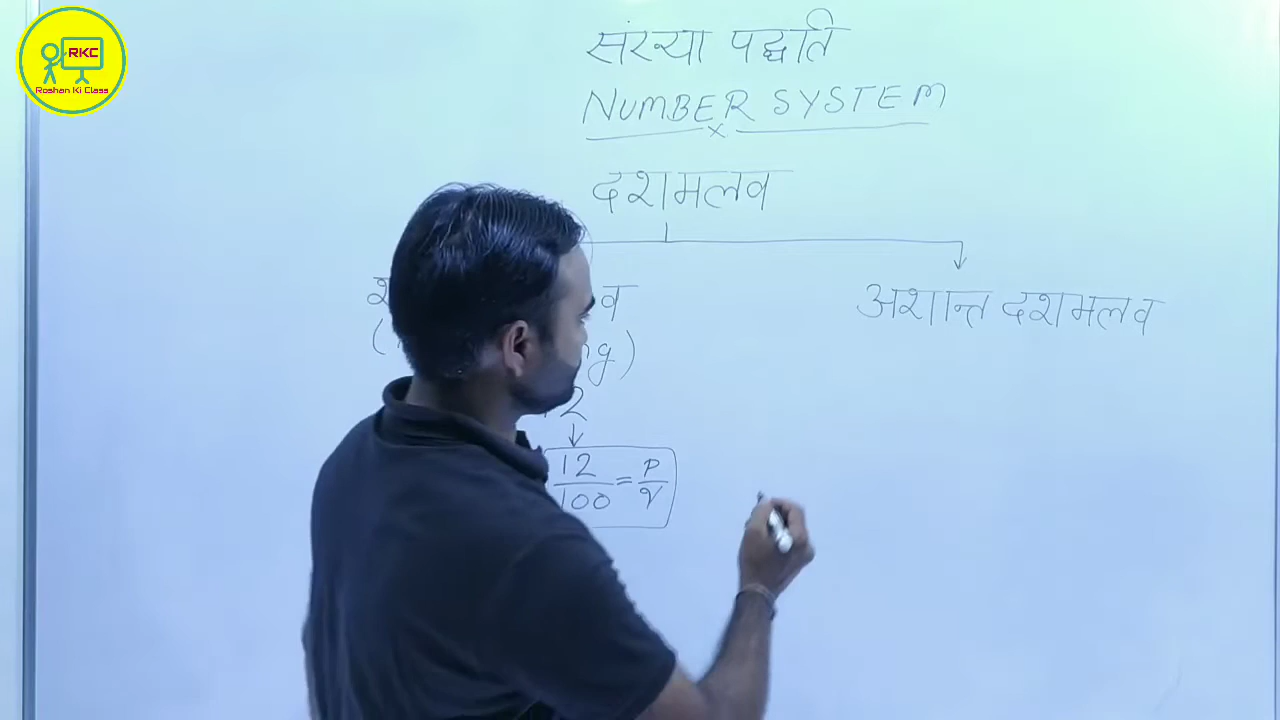 RKC
Roshan Ki Class
संख्या पद्धति
NUMBER SYSTEM
x
दशमलव
अशान्त दशमलव
12/100 = p/q